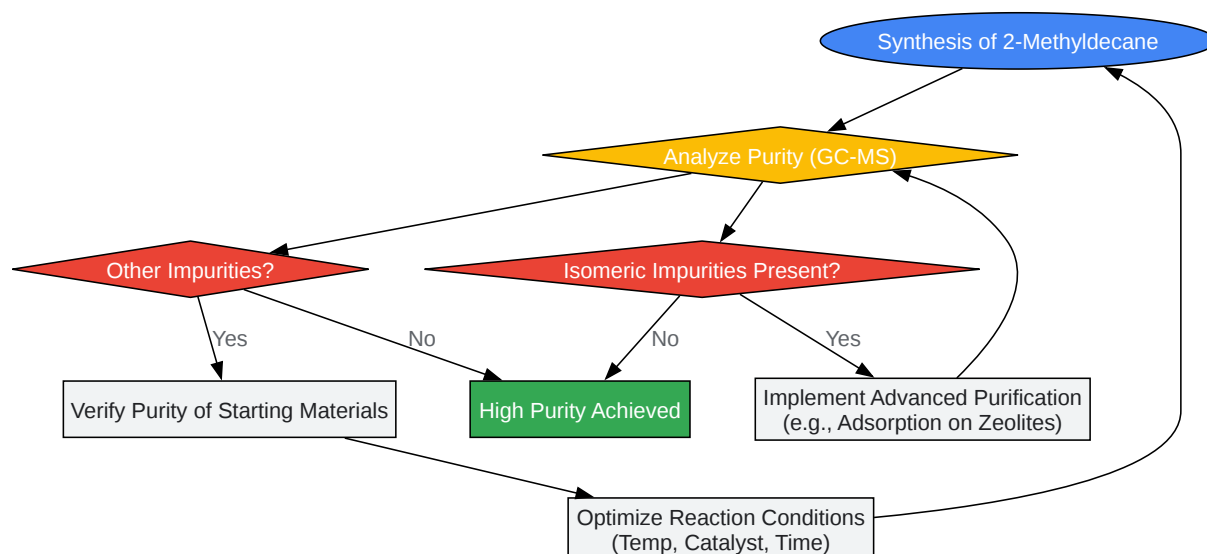 Synthesis of 2-Methyldecane
Analyze Purity (GC-MS)
Other Impurities?
Isomeric Impurities Present?
Yes
No
No
Yes
Verify Purity of Starting Materials
High Purity Achieved
Implement Advanced Purification
(e.g., Adsorption on Zeolites)
Optimize Reaction Conditions
(Temp, Catalyst, Time)